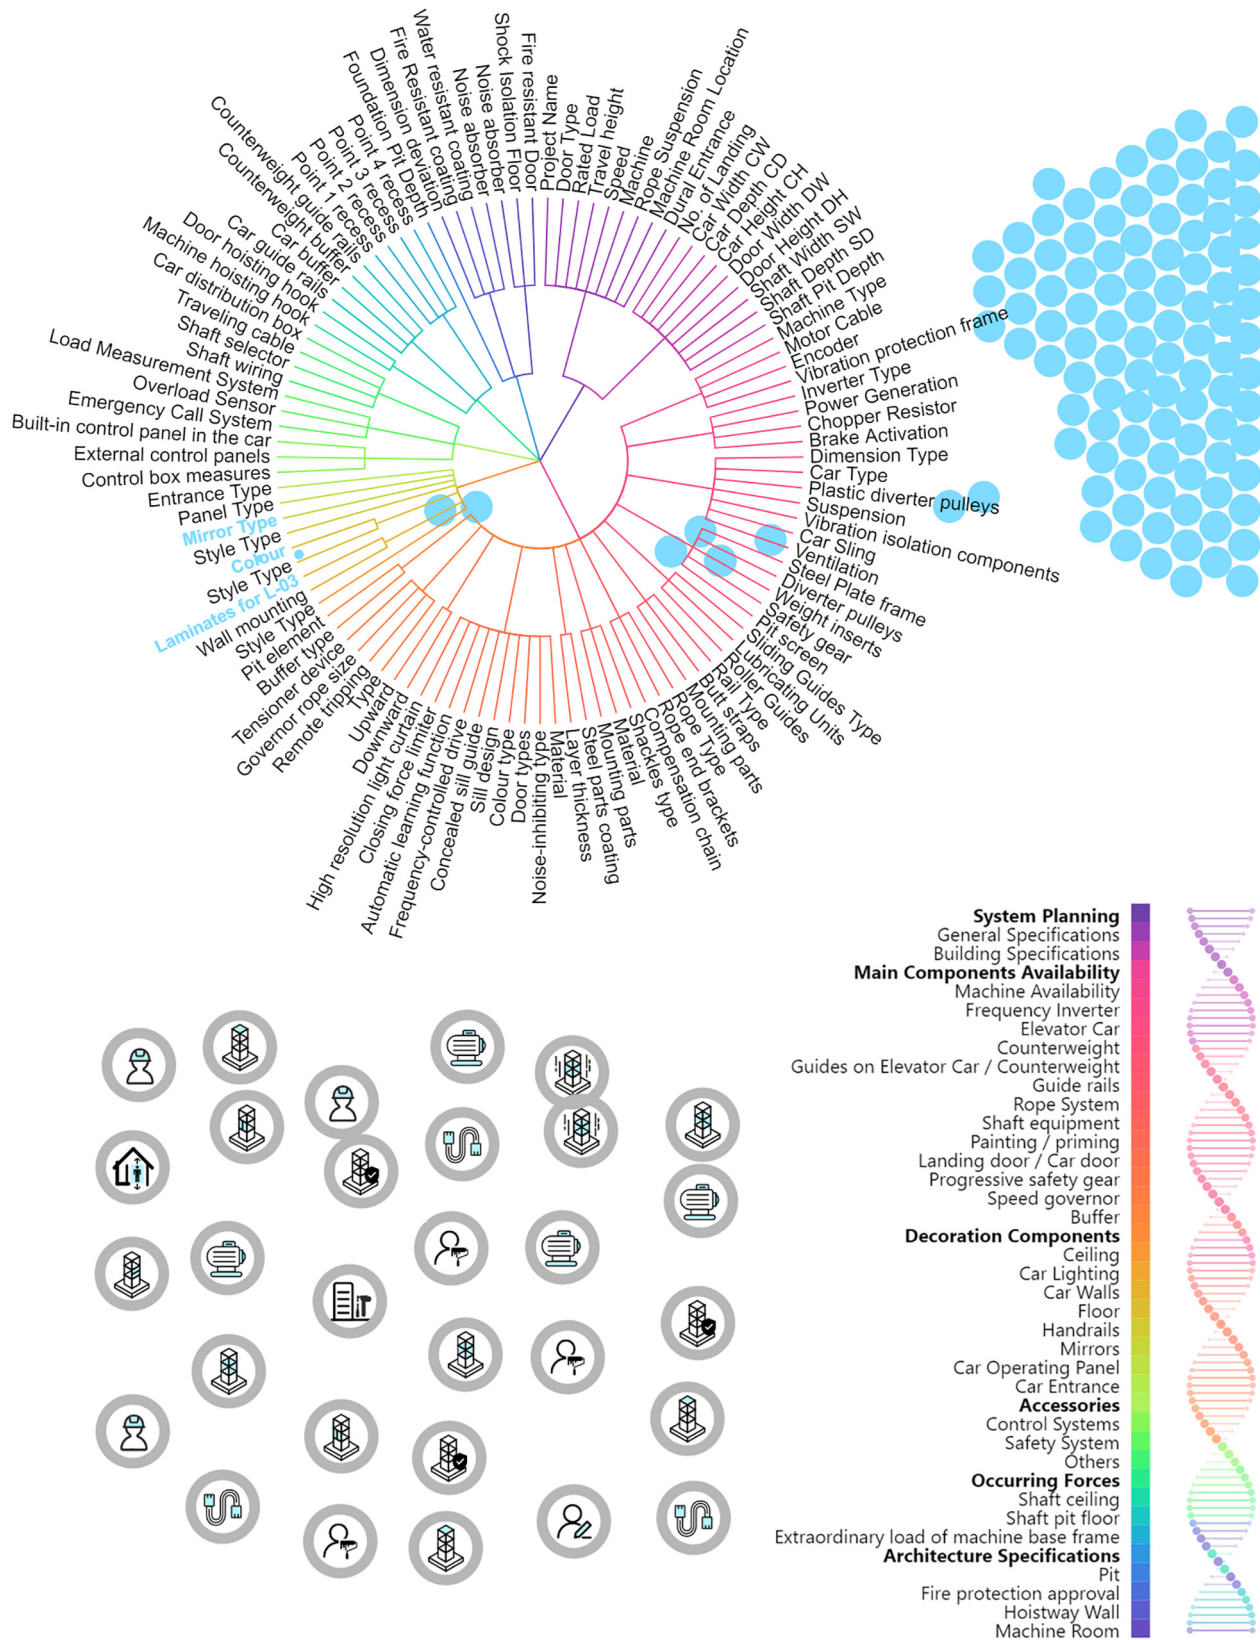 Project Name
Door Type
Rated Load
Travel height
Speed
Machine
Rope Suspension
Machine Room Location
Dural Entrance
No. of Landing
Car Width CW
Car Depth CD
Car Height CH
Door Width DW
Door Height DH
Shaft Width SW
Shaft Depth SD
Shaft Pit Depth
Machine Type
Motor Cable
Encoder
Vibration protection frame
Inverter Type
Power Generation
Chopper Resistor
Brake Activation
Dimension Type
Car Type
Plastic diverter pulleys
Suspension
Vibration isolation components
Car Sling
Ventilation
Steel Plate frame
Diverter pulleys
Weight inserts
Safety gear
Pit screen
Sliding Guides Type
Lubricating Units
Roller Guides
Rail Type
Butt straps
Mounting parts
Rope Type
Rope end brackets
Compensation chain
Shackles type
Material
Mounting parts
Steel parts coating
Layer thickness
Material
Noise-inhibiting type
Door types
Colour type
Sill design
Concealed sill guide
Frequency-controlled drive
Automatic learning function
Closing force limiter
High resolution light curtain
Downward
Upward
Type
Remote tripping
Governor rope size
Tensioner device
Buffer type
Pit element
Style Type
Wall mounting
Laminates for L-03
Style Type
Colour
Style Type
Mirror Type
Panel Type
Entrance Type
Control box measures
External control panels
Built-in control panel in the car
Emergency Call System
Overload Sensor
Load Measurement System
Shaft wiring
Shaft selector
Traveling cable
Car distribution box
Machine hoisting hook
Door hoisting hook
Car guide rails
Car buffer
Counterweight buffer
Counterweight guide rails
Point 1 recess
Point 2 recess
Point 3 recess
Point 4 recess
Foundation Pit Depth
Dimension deviation
Fire Resistant coating
Water resistant coating
Noise absorber
Noise absorber
Shock Isolation Floor
Fire resistant Door
System Planning
General Specifications
Building Specifications
Main Components Availability
Machine Availability
Frequency Inverter
Elevator Car
Counterweight
Guides on Elevator Car / Counterweight
Guide rails
Rope System
Shaft equipment
Painting / priming
Landing door / Car door
Progressive safety gear
Speed governor
Buffer
Decoration Components
Ceiling
Car Lighting
Car Walls
Floor
Handrails
Mirrors
Car Operating Panel
Car Entrance
Accessories
Control Systems
Safety System
Others
Occurring Forces
Shaft ceiling
Shaft pit floor
Extraordinary load of machine base frame
Architecture Specifications
Pit
Fire protection approval
Hoistway Wall
Machine Room